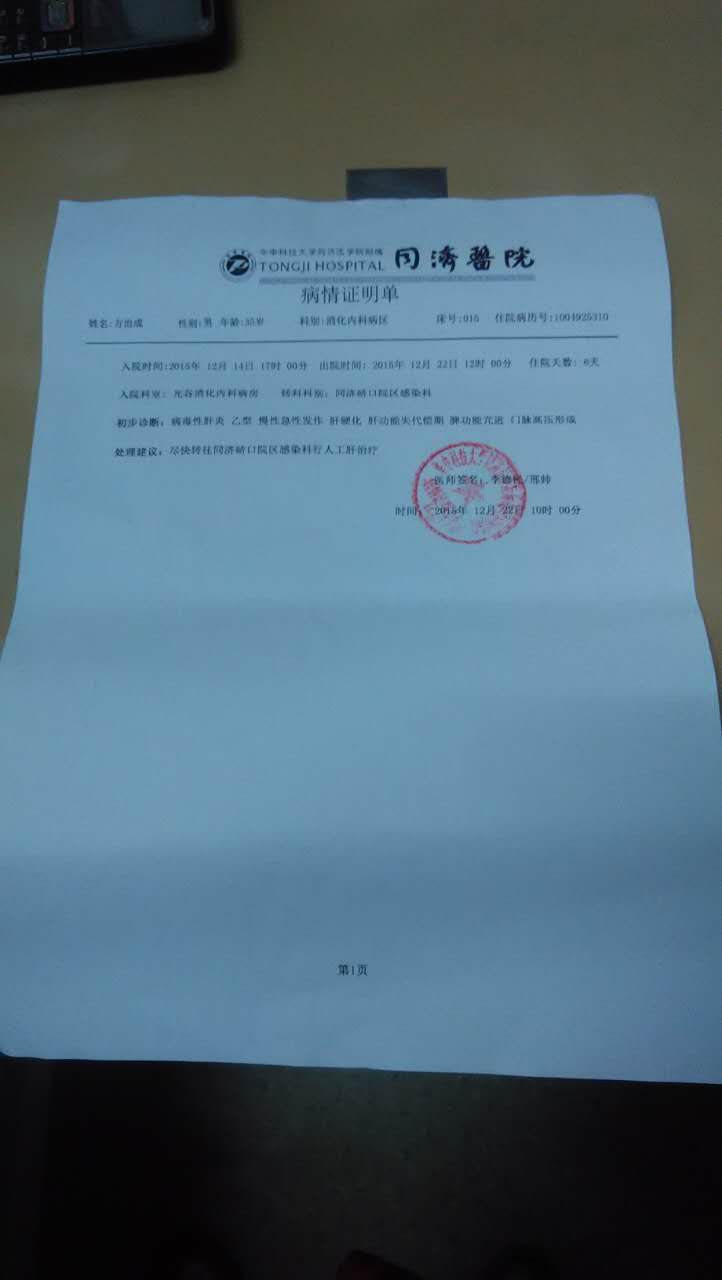 华中科技大学同济医学院附属
TONGJI HOSPITAL 同濟醫院
病情证明单
姓名:方治成 性别:男 年龄:35岁 科别:消化内科病区 床号:015 住院病历号:1004925310
入院时间:2015年 12月 14日 17时 00分 出院时间: 2015年 12月 22日 12时 00分 住院天数: 8天
入院科室: 光谷消化内科病房 转科科别: 同济硚口院区感染科
初步诊断: 病毒性肝炎 乙型 慢性急性发作 肝硬化 肝功能失代偿期 脾功能亢进 门脉高压形成
处理建议: 尽快转往同济硚口院区感染科行人工肝治疗
医师签名: 李德民/邢帅
时间: 2015年 12月 22日 10时 00分
第1页